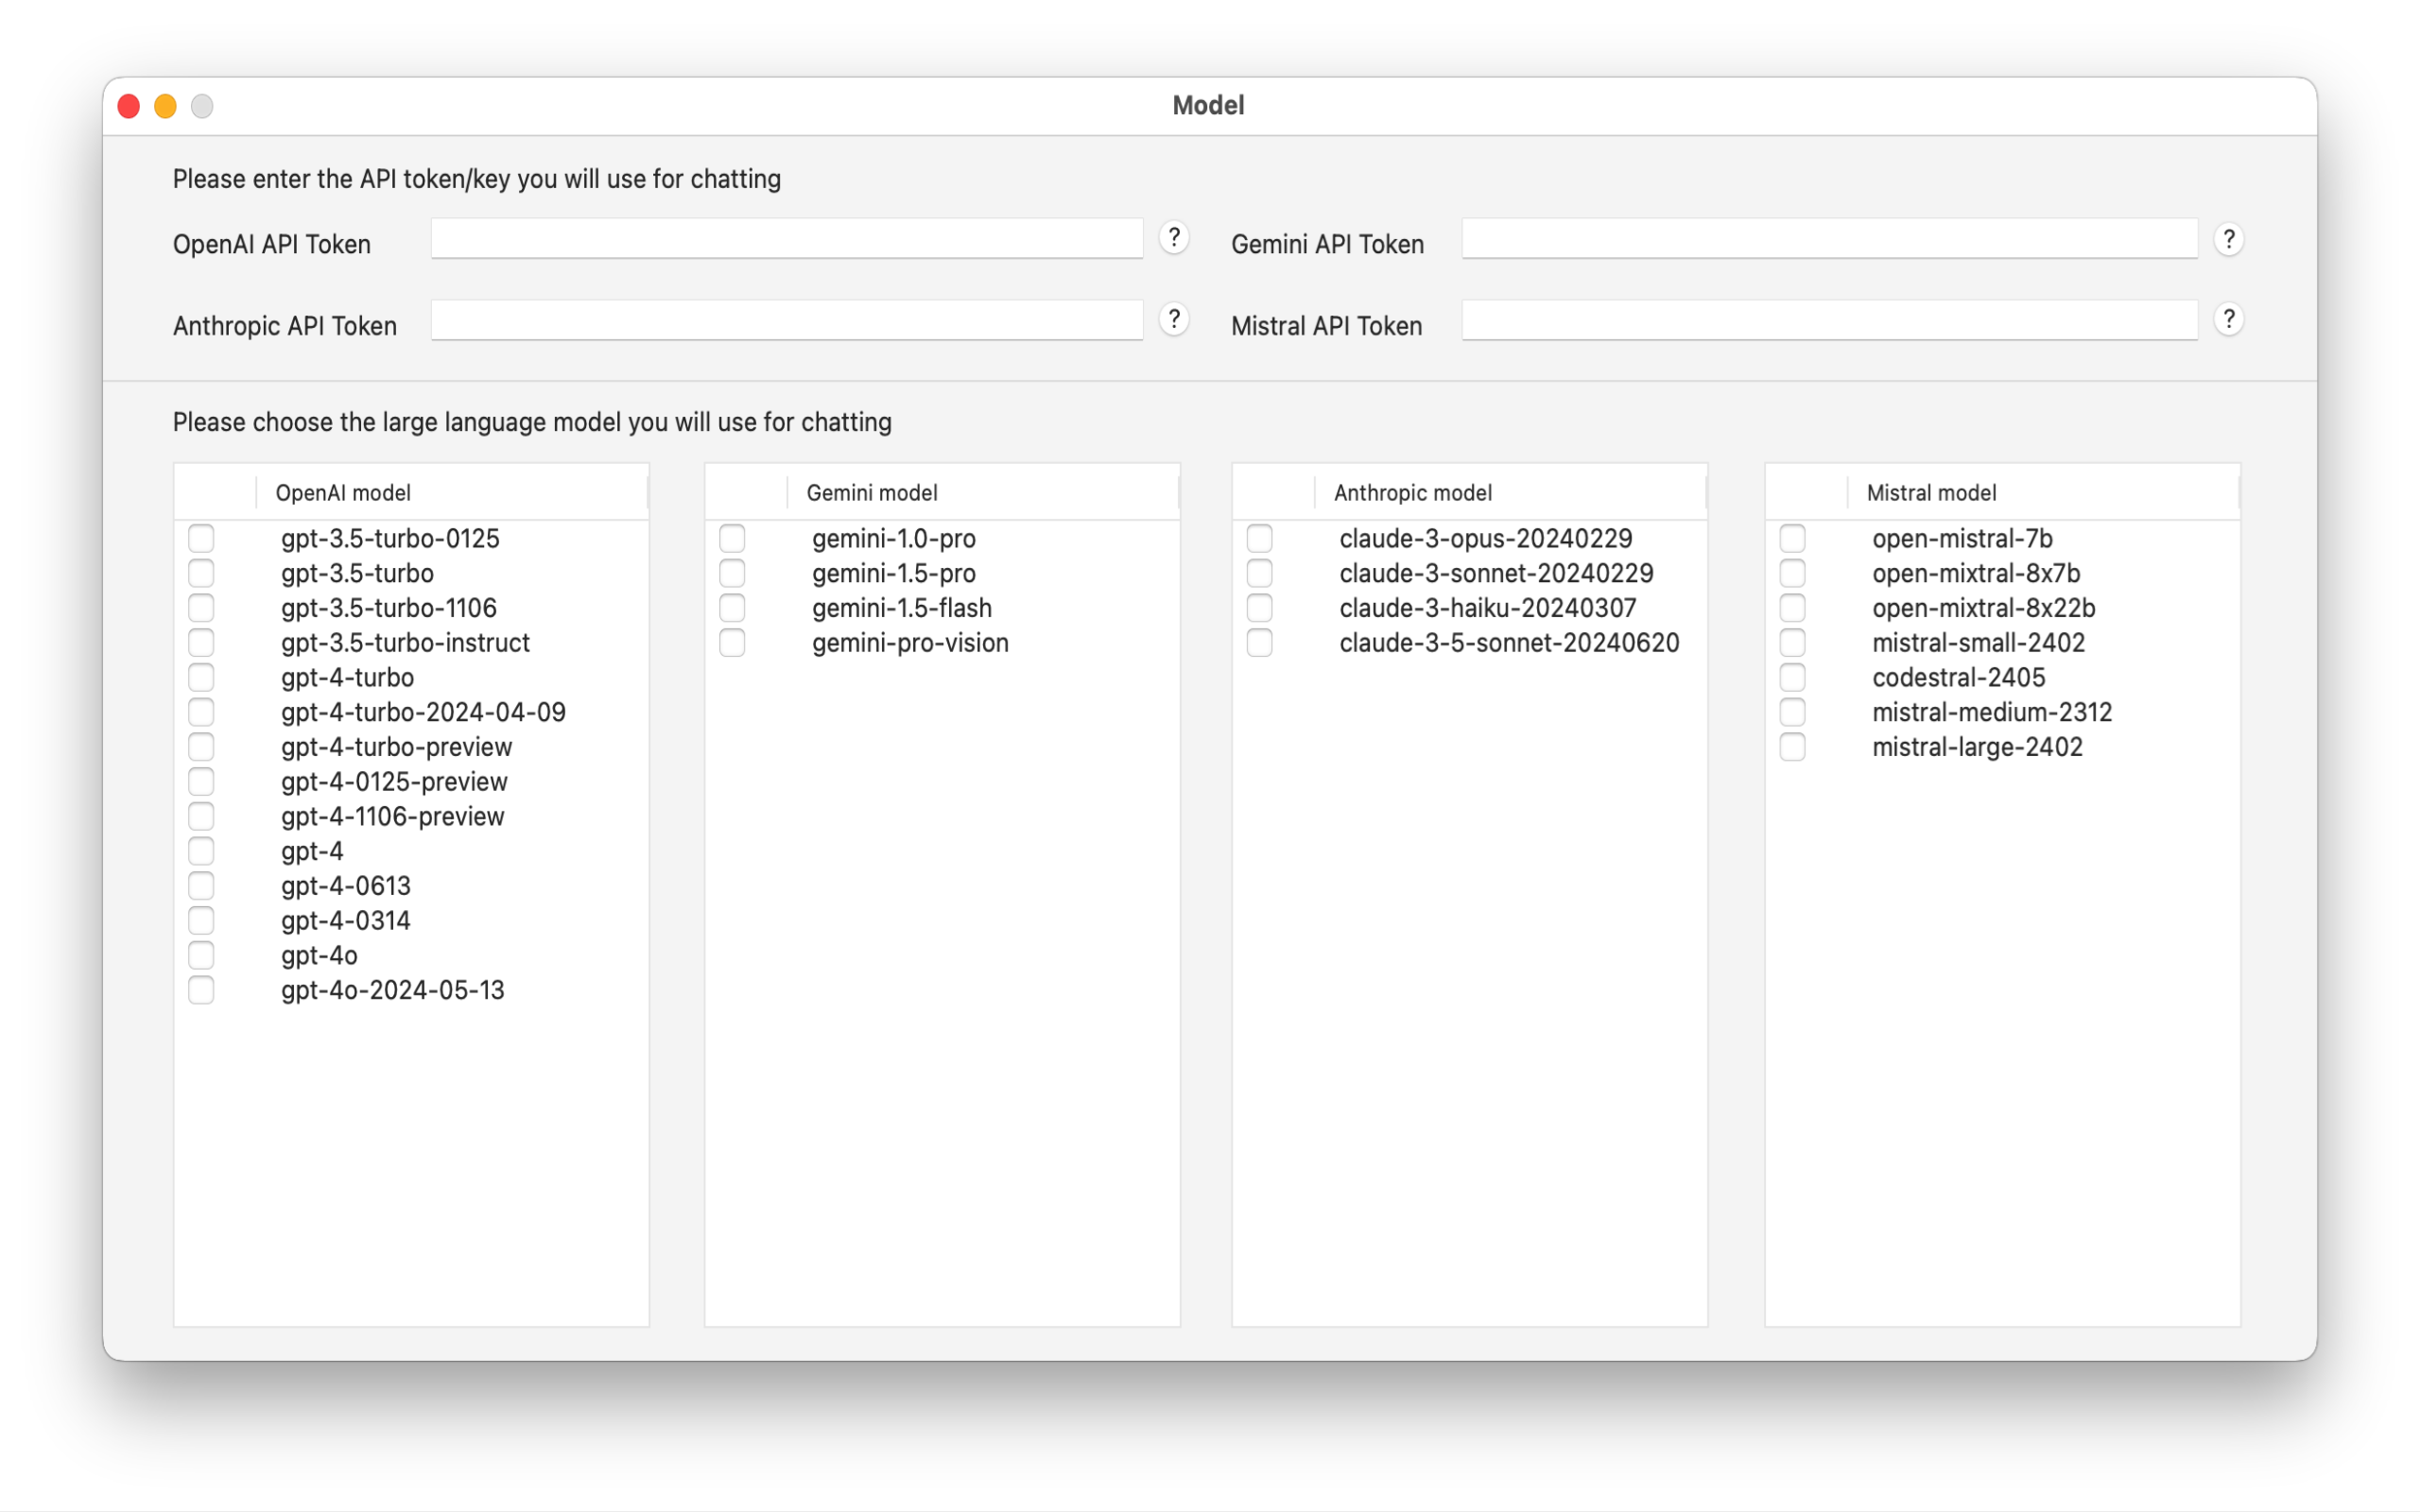 Model
Please enter the API token/key you will use for chatting
OpenAI API Token ? Gemini API Token ?
Anthropic API Token ? Mistral API Token ?
Please choose the large language model you will use for chatting
OpenAI model
gpt-3.5-turbo-0125
gpt-3.5-turbo
gpt-3.5-turbo-1106
gpt-3.5-turbo-instruct
gpt-4-turbo
gpt-4-turbo-2024-04-09
gpt-4-turbo-preview
gpt-4-0125-preview
gpt-4-1106-preview
gpt-4
gpt-4-0613
gpt-4-0314
gpt-4o
gpt-4o-2024-05-13
Gemini model
gemini-1.0-pro
gemini-1.5-pro
gemini-1.5-flash
gemini-pro-vision
Anthropic model
claude-3-opus-20240229
claude-3-sonnet-20240229
claude-3-haiku-20240307
claude-3-5-sonnet-20240620
Mistral model
open-mistral-7b
open-mixtral-8x7b
open-mixtral-8x22b
mistral-small-2402
codestral-2405
mistral-medium-2312
mistral-large-2402